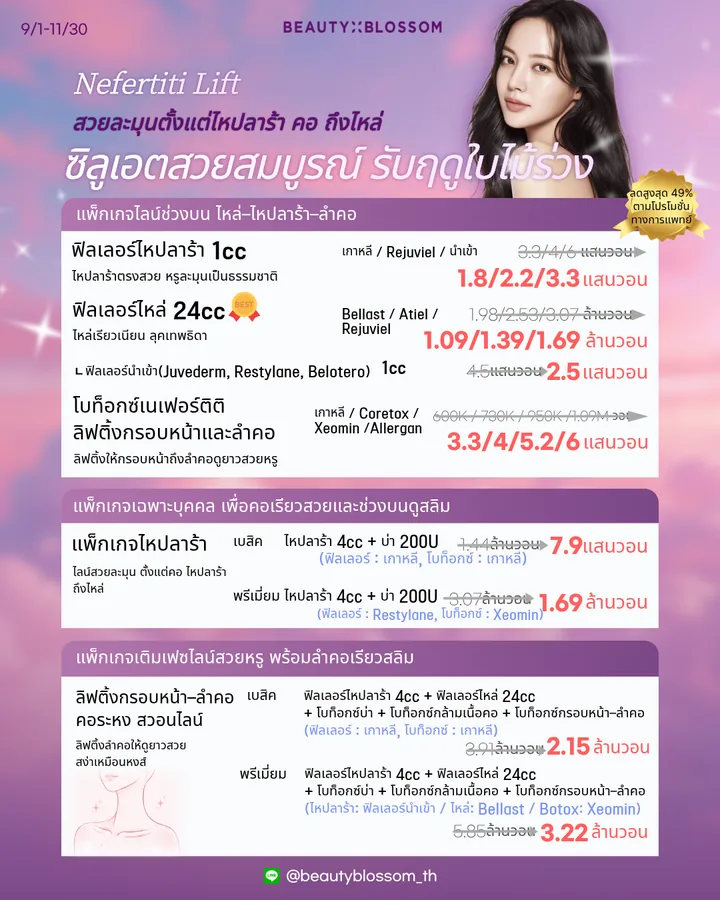 9/1-11/30
BEAUTY BLOSSOM
Nefertiti Lift
สวยละมุนตั้งแต่ไหปลาร้า คอ ถึงไหล่
ซิลูเอตสวยสมบูรณ์ รับฤดูใบไม้ร่วง
ลดสูงสุด 49%
ตามโปรโมชั่น
ทางการแพทย์
แพ็กเกจไลน์ช่วงบน ไหล่–ไหปลาร้า–ลำคอ
ฟิลเลอร์ไหปลาร้า 1cc
ไหปลาร้าตรงสวย หรูละมุนเป็นธรรมชาติ
เกาหลี / Rejuviel / นำเข้า
3.3/4/6 แสนวอน
1.8/2.2/3.3 แสนวอน
ฟิลเลอร์ไหล่ 24cc BEST
ไหล่เรียวเนียน ลุคเทพธิดา
Bellast / Atiel /
Rejuviel
1.98/2.53/3.07 ล้านวอน
1.09/1.39/1.69 ล้านวอน
ㄴฟิลเลอร์นำเข้า(Juvederm, Restylane, Belotero) 1cc
4.5แสนวอน 2.5 แสนวอน
โบท็อกซ์เนเฟอร์ติติ
ลิฟติ้งกรอบหน้าและลำคอ
ลิฟติ้งให้กรอบหน้าถึงลำคอดูยาวสวยหรู
เกาหลี / Coretox /
Xeomin /Allergan
600K / 730K / 950K /1.09M วอน
3.3/4/5.2/6 แสนวอน
แพ็กเกจเฉพาะบุคคล เพื่อคอเรียวสวยและช่วงบนดูสลิม
แพ็กเกจไหปลาร้า
ไลน์สวยละมุน ตั้งแต่คอ ไหปลาร้า
ถึงไหล่
เบสิค ไหปลาร้า 4cc + บ่า 200U 1.44ล้านวอน 7.9แสนวอน
(ฟิลเลอร์ : เกาหลี, โบท็อกซ์ : เกาหลี)
พรีเมี่ยม ไหปลาร้า 4cc + บ่า 200U 3.07ล้านวอน 1.69 ล้านวอน
(ฟิลเลอร์ : Restylane, โบท็อกซ์ : Xeomin)
แพ็กเกจเติมเฟซไลน์สวยหรู พร้อมลำคอเรียวสลิม
ลิฟติ้งกรอบหน้า–ลำคอ
คอระหง สวอนไลน์
ลิฟติ้งลำคอให้ดูยาวสวย
สง่าเหมือนหงส์
เบสิค ฟิลเลอร์ไหปลาร้า 4cc + ฟิลเลอร์ไหล่ 24cc
+ โบท็อกซ์บ่า + โบท็อกซ์กล้ามเนื้อคอ + โบท็อกซ์กรอบหน้า–ลำคอ
(ฟิลเลอร์ : เกาหลี, โบท็อกซ์ : เกาหลี)
3.91ล้านวอน 2.15 ล้านวอน
พรีเมี่ยม ฟิลเลอร์ไหปลาร้า 4cc + ฟิลเลอร์ไหล่ 24cc
+ โบท็อกซ์บ่า + โบท็อกซ์กล้ามเนื้อคอ + โบท็อกซ์กรอบหน้า–ลำคอ
(ไหปลาร้า: ฟิลเลอร์นำเข้า / ไหล่: Bellast / Botox: Xeomin)
5.85ล้านวอน 3.22 ล้านวอน
@beautyblossom_th